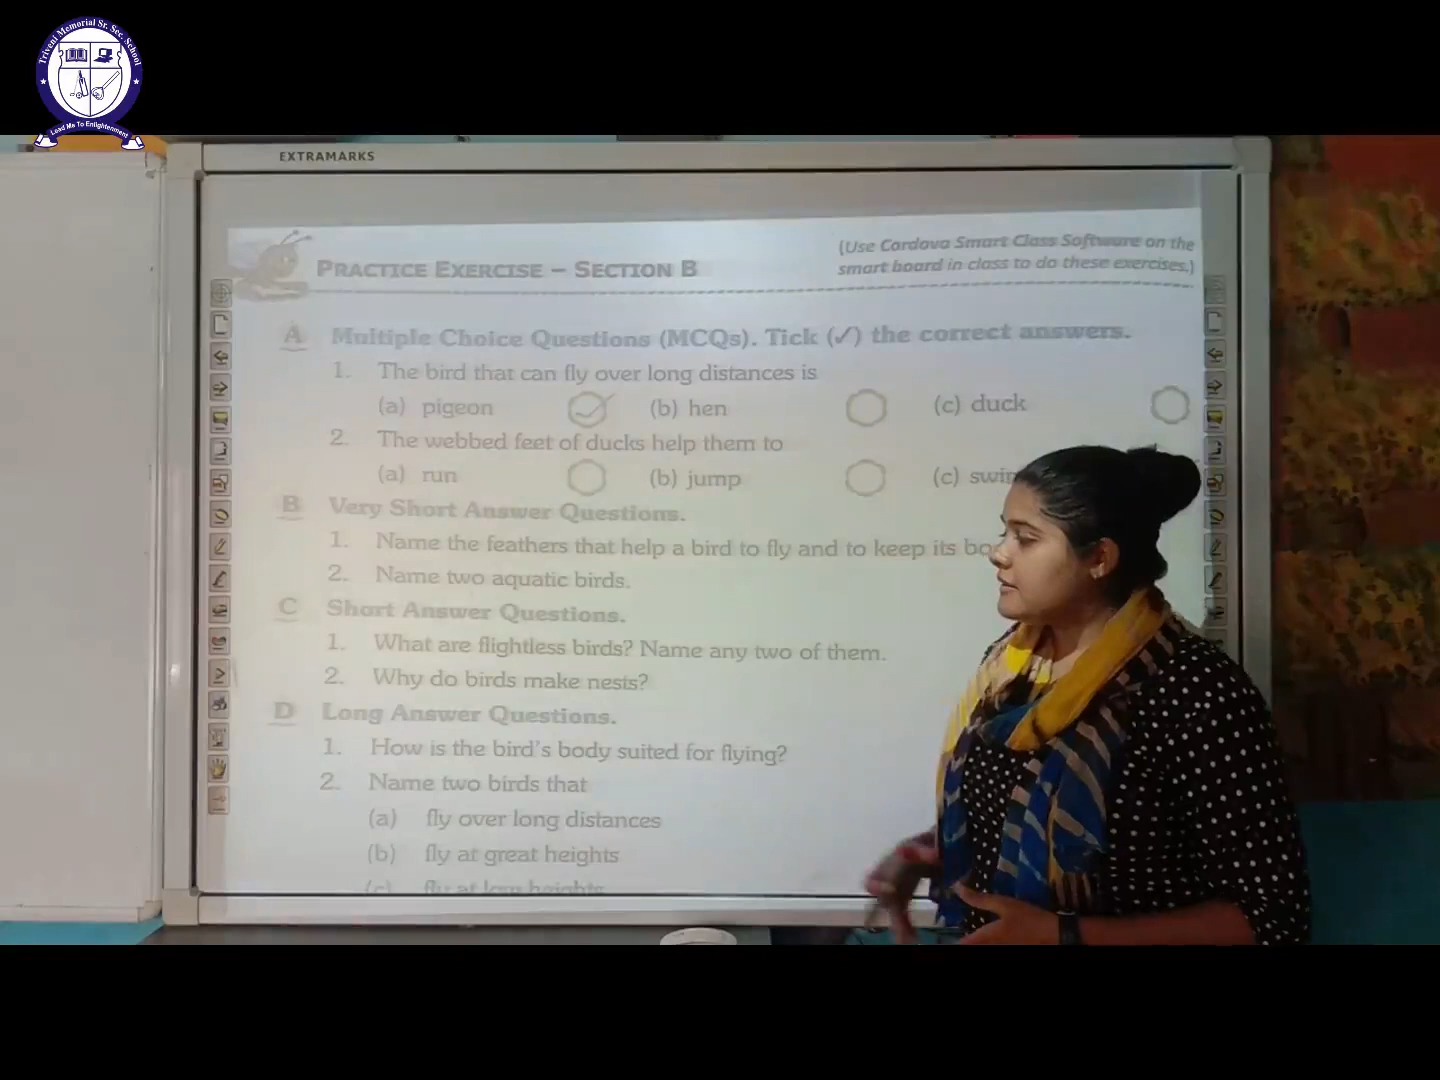 Triveni Memorial Sr. Sec. School
Lead Me To Enlightenment
EXTRAMARKS
PRACTICE EXERCISE – SECTION B
(Use Cordova Smart Class Software on the
smart board in class to do these exercises.)
A Multiple Choice Questions (MCQs). Tick (✓) the correct answers.
1. The bird that can fly over long distances is
(a) pigeon ✓ (b) hen (c) duck
2. The webbed feet of ducks help them to
(a) run (b) jump (c)
B Very Short Answer Questions.
1. Name the feathers that help a bird to fly and to keep its
2. Name two aquatic birds.
C Short Answer Questions.
1. What are flightless birds? Name any two of them.
2. Why do birds make nests?
D Long Answer Questions.
1. How is the bird's body suited for flying?
2. Name two birds that
(a) fly over long distances
(b) fly at great heights
(c) fly at low heights